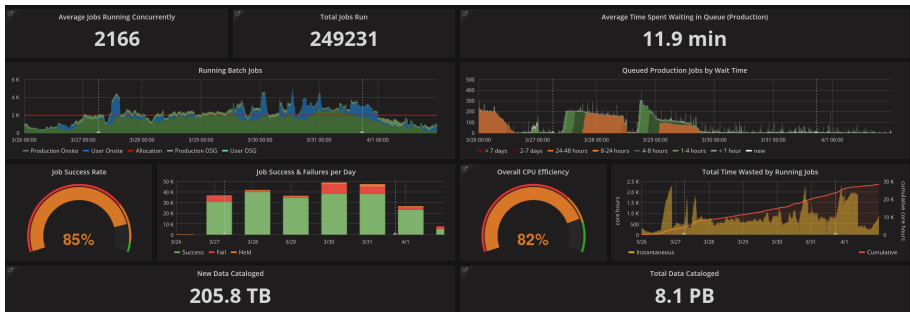 Average Jobs Running Concurrently
2166
Total Jobs Run
249231
Average Time Spent Waiting in Queue (Production)
11.9 min
Running Batch Jobs
6 K
4 K
2 K
0
3/26 00:00 3/27 00:00 3/28 00:00 3/29 00:00 3/30 00:00 3/31 00:00 4/1 00:00
Production Onsite User Onsite Allocation Production OSG User OSG
Queued Production Jobs by Wait Time
500
400
300
200
100
0
3/26 00:00 3/27 00:00 3/28 00:00 3/29 00:00 3/30 00:00 3/31 00:00 4/1 00:00
> 7 days 2-7 days 24-48 hours 8-24 hours 4-8 hours 1-4 hours < 1 hour new
Job Success Rate
85%
Job Success & Failures per Day
50 K
40 K
30 K
20 K
10 K
0
3/26 3/27 3/28 3/29 3/30 3/31 4/1
Success Fail Held
Overall CPU Efficiency
82%
Total Time Wasted by Running Jobs
core hours
2.5 K
2.0 K
1.5 K
1.0 K
500
0
30 K
20 K
10 K
0
cumulative core hours
3/26 3/27 3/28 3/29 3/30 3/31 4/1
Instantaneous Cumulative
New Data Cataloged
205.8 TB
Total Data Cataloged
8.1 PB